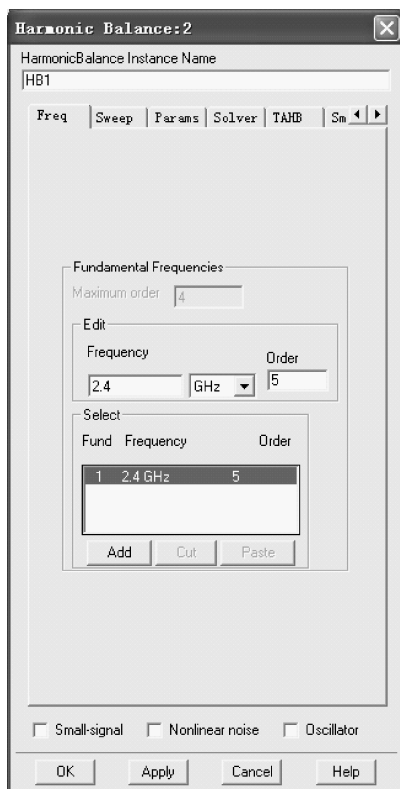 Harmonic Balance:2
HarmonicBalance Instance Name
HB1
Freq Sweep Params Solver TAHB Sm
Fundamental Frequencies
Maximum order 4
Edit
Frequency Order
2.4 GHz 5
Select
Fund Frequency Order
1 2.4 GHz 5
Add Cut Paste
Small-signal Nonlinear noise Oscillator
OK Apply Cancel Help